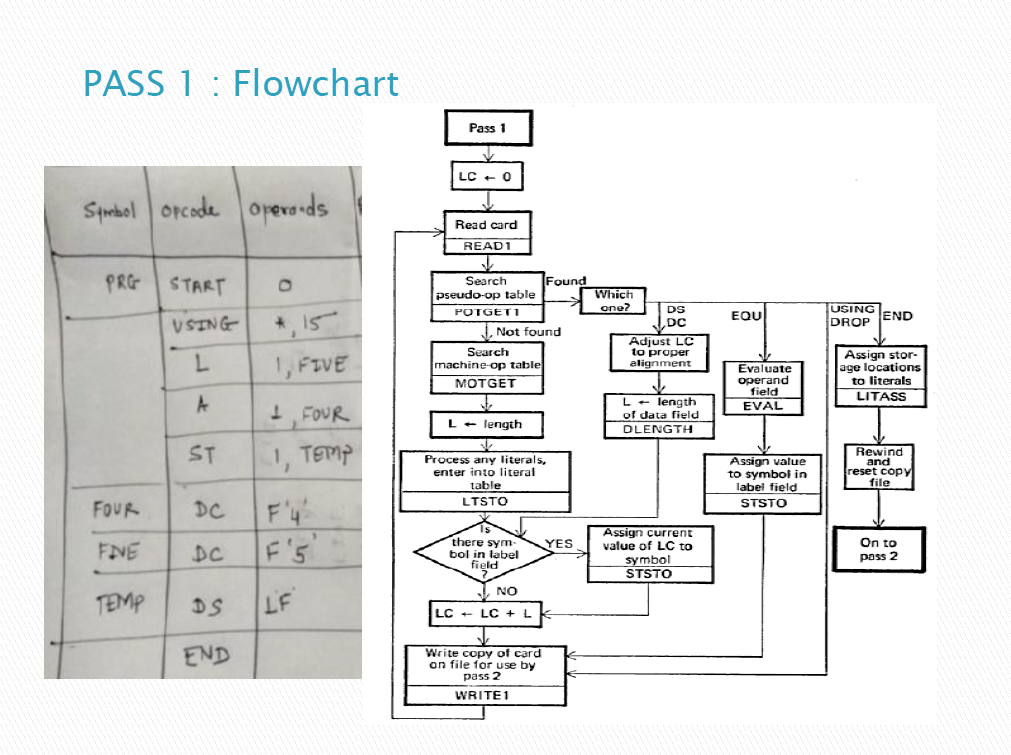 PASS 1 : Flowchart
Symbol opcode operands
PRG START 0
USING *, 15
L 1, FIVE
A 1, FOUR
ST 1, TEMP
FOUR DC F'4'
FIVE DC F'5'
TEMP DS 1F
END
Pass 1
LC ← 0
Read card
READ1
Search
pseudo-op table
POTGET1
Found
Which
one?
Not found
Search
machine-op table
MOTGET
L ← length
Process any literals,
enter into literal
table
LTSTO
Is
there sym-
bol in label
field
?
YES
Assign current
value of LC to
symbol
STSTO
NO
LC ← LC + L
Write copy of card
on file for use by
pass 2
WRITE1
DS
DC
Adjust LC
to proper
alignment
L ← length
of data field
DLENGTH
EQU
Evaluate
operand
field
EVAL
Assign value
to symbol in
label field
STSTO
USING
DROP
END
Assign stor-
age locations
to literals
LITASS
Rewind
and
reset copy
file
On to
pass 2